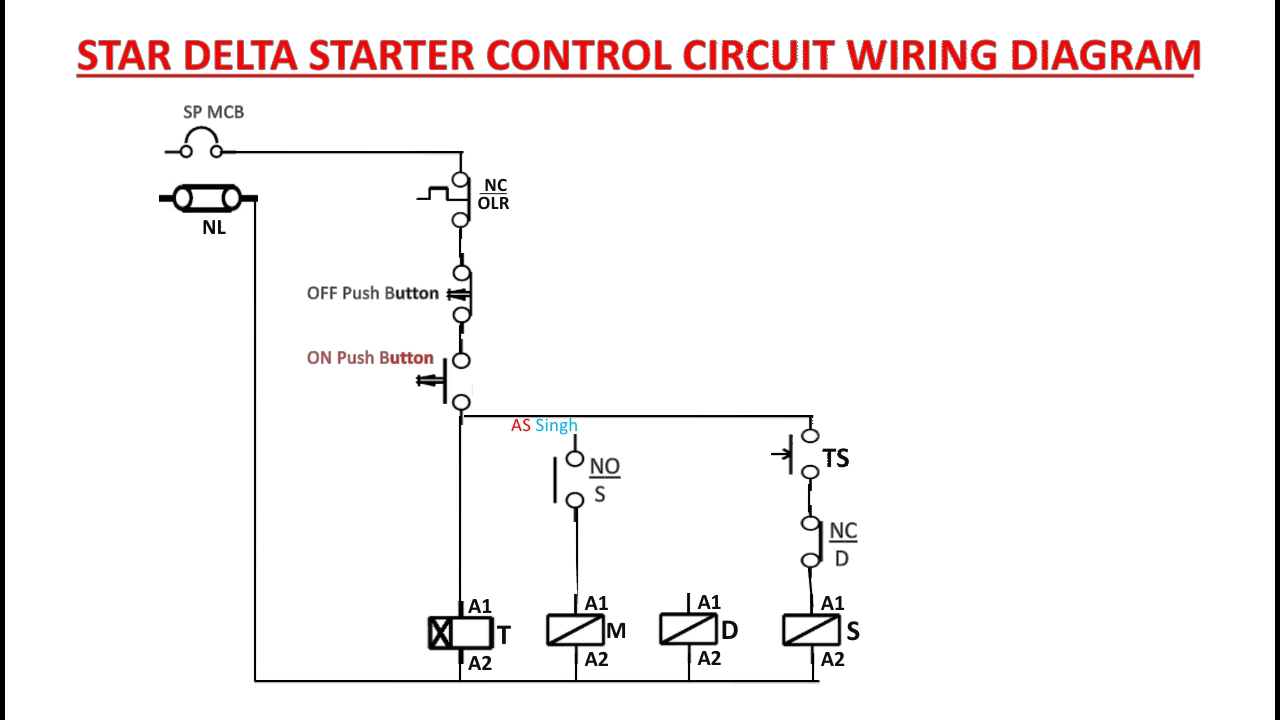 STAR DELTA STARTER CONTROL CIRCUIT WIRING DIAGRAM
SP MCB
NL
NC
OLR
OFF Push Button
ON Push Button
AS Singh
NO
S
TS
NC
D
A1
T
A2
A1
M
A2
A1
D
A2
A1
S
A2